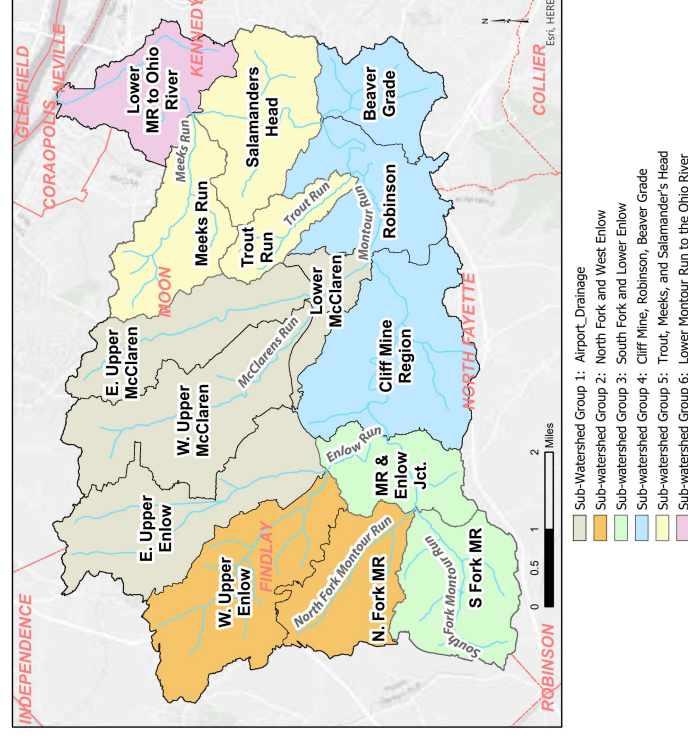 INDEPENDENCE
GLENFIELD
CORAOPOLIS
NEVILLE
KENNEDY
MOON
FINDLAY
NORTH FAYETTE
COLLIER
ROBINSON
Lower
MR to Ohio
River
Meeks Run
Meeks Run
Salamanders
Head
Beaver
Grade
Trout
Run
Trout Run
Robinson
Montour Run
E. Upper
McClaren
W. Upper
McClaren
McClarens Run
Lower
McClaren
Cliff Mine
Region
E. Upper
Enlow
W. Upper
Enlow
Enlow Run
MR &
Enlow
Jct.
North Fork Montour Run
N. Fork MR
South Fork Montour Run
S Fork MR
N
Esri, HERE
0 0.5 1 2
Miles
Sub-Watershed Group 1: Airport_Drainage
Sub-watershed Group 2: North Fork and West Enlow
Sub-watershed Group 3: South Fork and Lower Enlow
Sub-watershed Group 4: Cliff Mine, Robinson, Beaver Grade
Sub-watershed Group 5: Trout, Meeks, and Salamander's Head
Sub-watershed Group 6: Lower Montour Run to the Ohio River